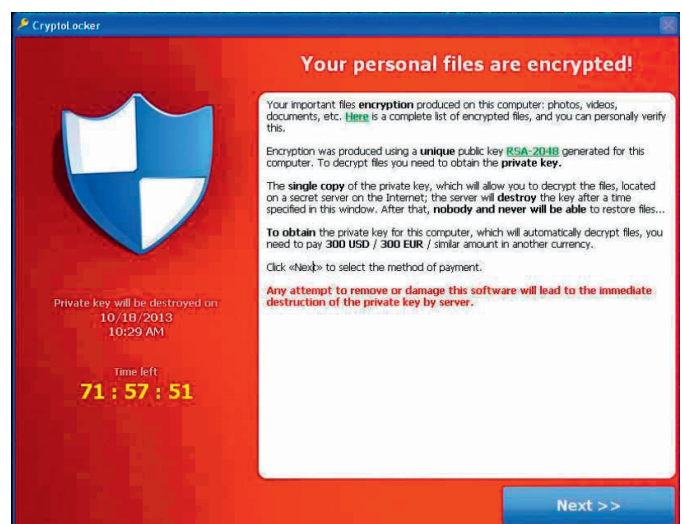 CryptoLocker
Your personal files are encrypted!
Your important files encryption produced on this computer: photos, videos,
documents, etc. Here is a complete list of encrypted files, and you can personally verify
this.
Encryption was produced using a unique public key RSA-2048 generated for this
computer. To decrypt files you need to obtain the private key.
The single copy of the private key, which will allow you to decrypt the files, located
on a secret server on the Internet; the server will destroy the key after a time
specified in this window. After that, nobody and never will be able to restore files...
To obtain the private key for this computer, which will automatically decrypt files, you
need to pay 300 USD / 300 EUR / similar amount in another currency.
Click «Next» to select the method of payment.
Any attempt to remove or damage this software will lead to the immediate
destruction of the private key by server.
Private key will be destroyed on
10/18/2013
10:29 AM
Time left
71 : 57 : 51
Next >>